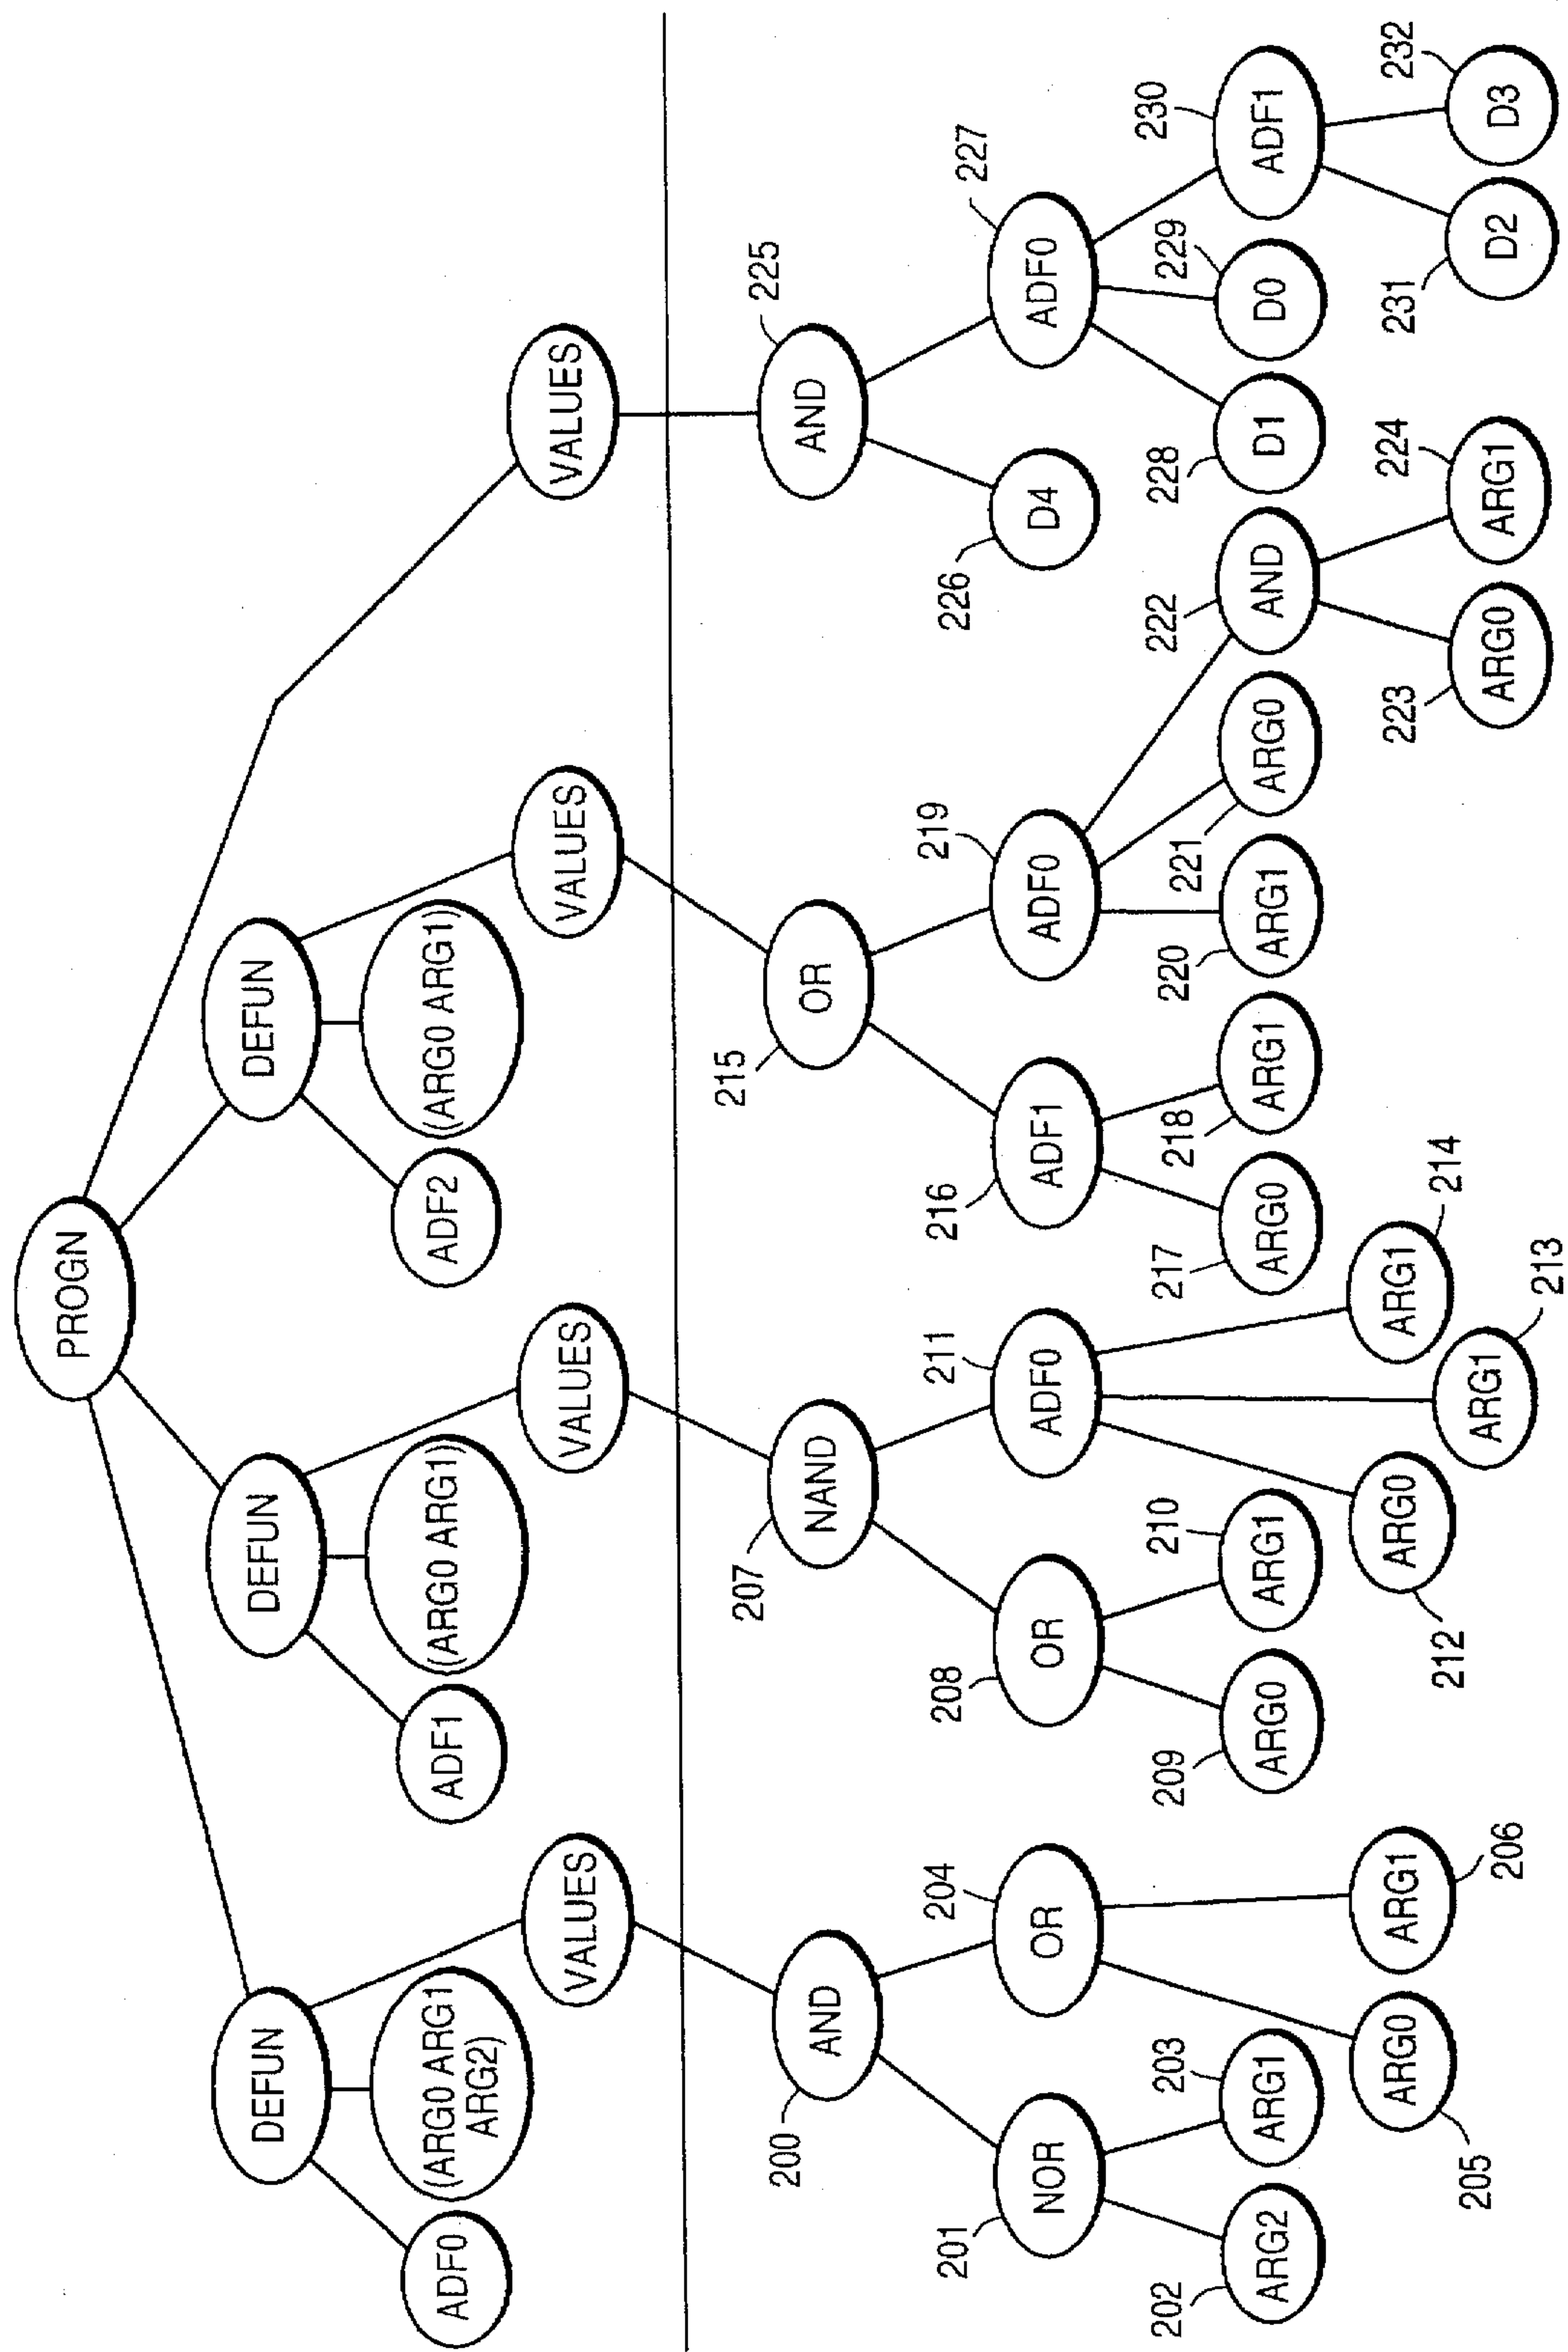 PROGN
DEFUN
DEFUN
DEFUN
ADF0
(ARG0 ARG1
ARG2)
VALUES
ADF1
(ARG0 ARG1)
VALUES
ADF2
(ARG0 ARG1)
VALUES
VALUES
200
AND
207
NAND
215
OR
AND
225
201
NOR
204
OR
208
OR
211
ADF0
216
ADF1
219
ADF0
226
D4
227
ADF0
202
ARG2
203
ARG1
209
ARG0
210
ARG1
217
ARG0
218
ARG1
220
ARG1
221
ARG0
222
AND
228
D1
229
D0
230
ADF1
205
ARG0
ARG1
206
212
ARG0
ARG1
214
ARG1
213
223
ARG0
224
ARG1
231
D2
232
D3